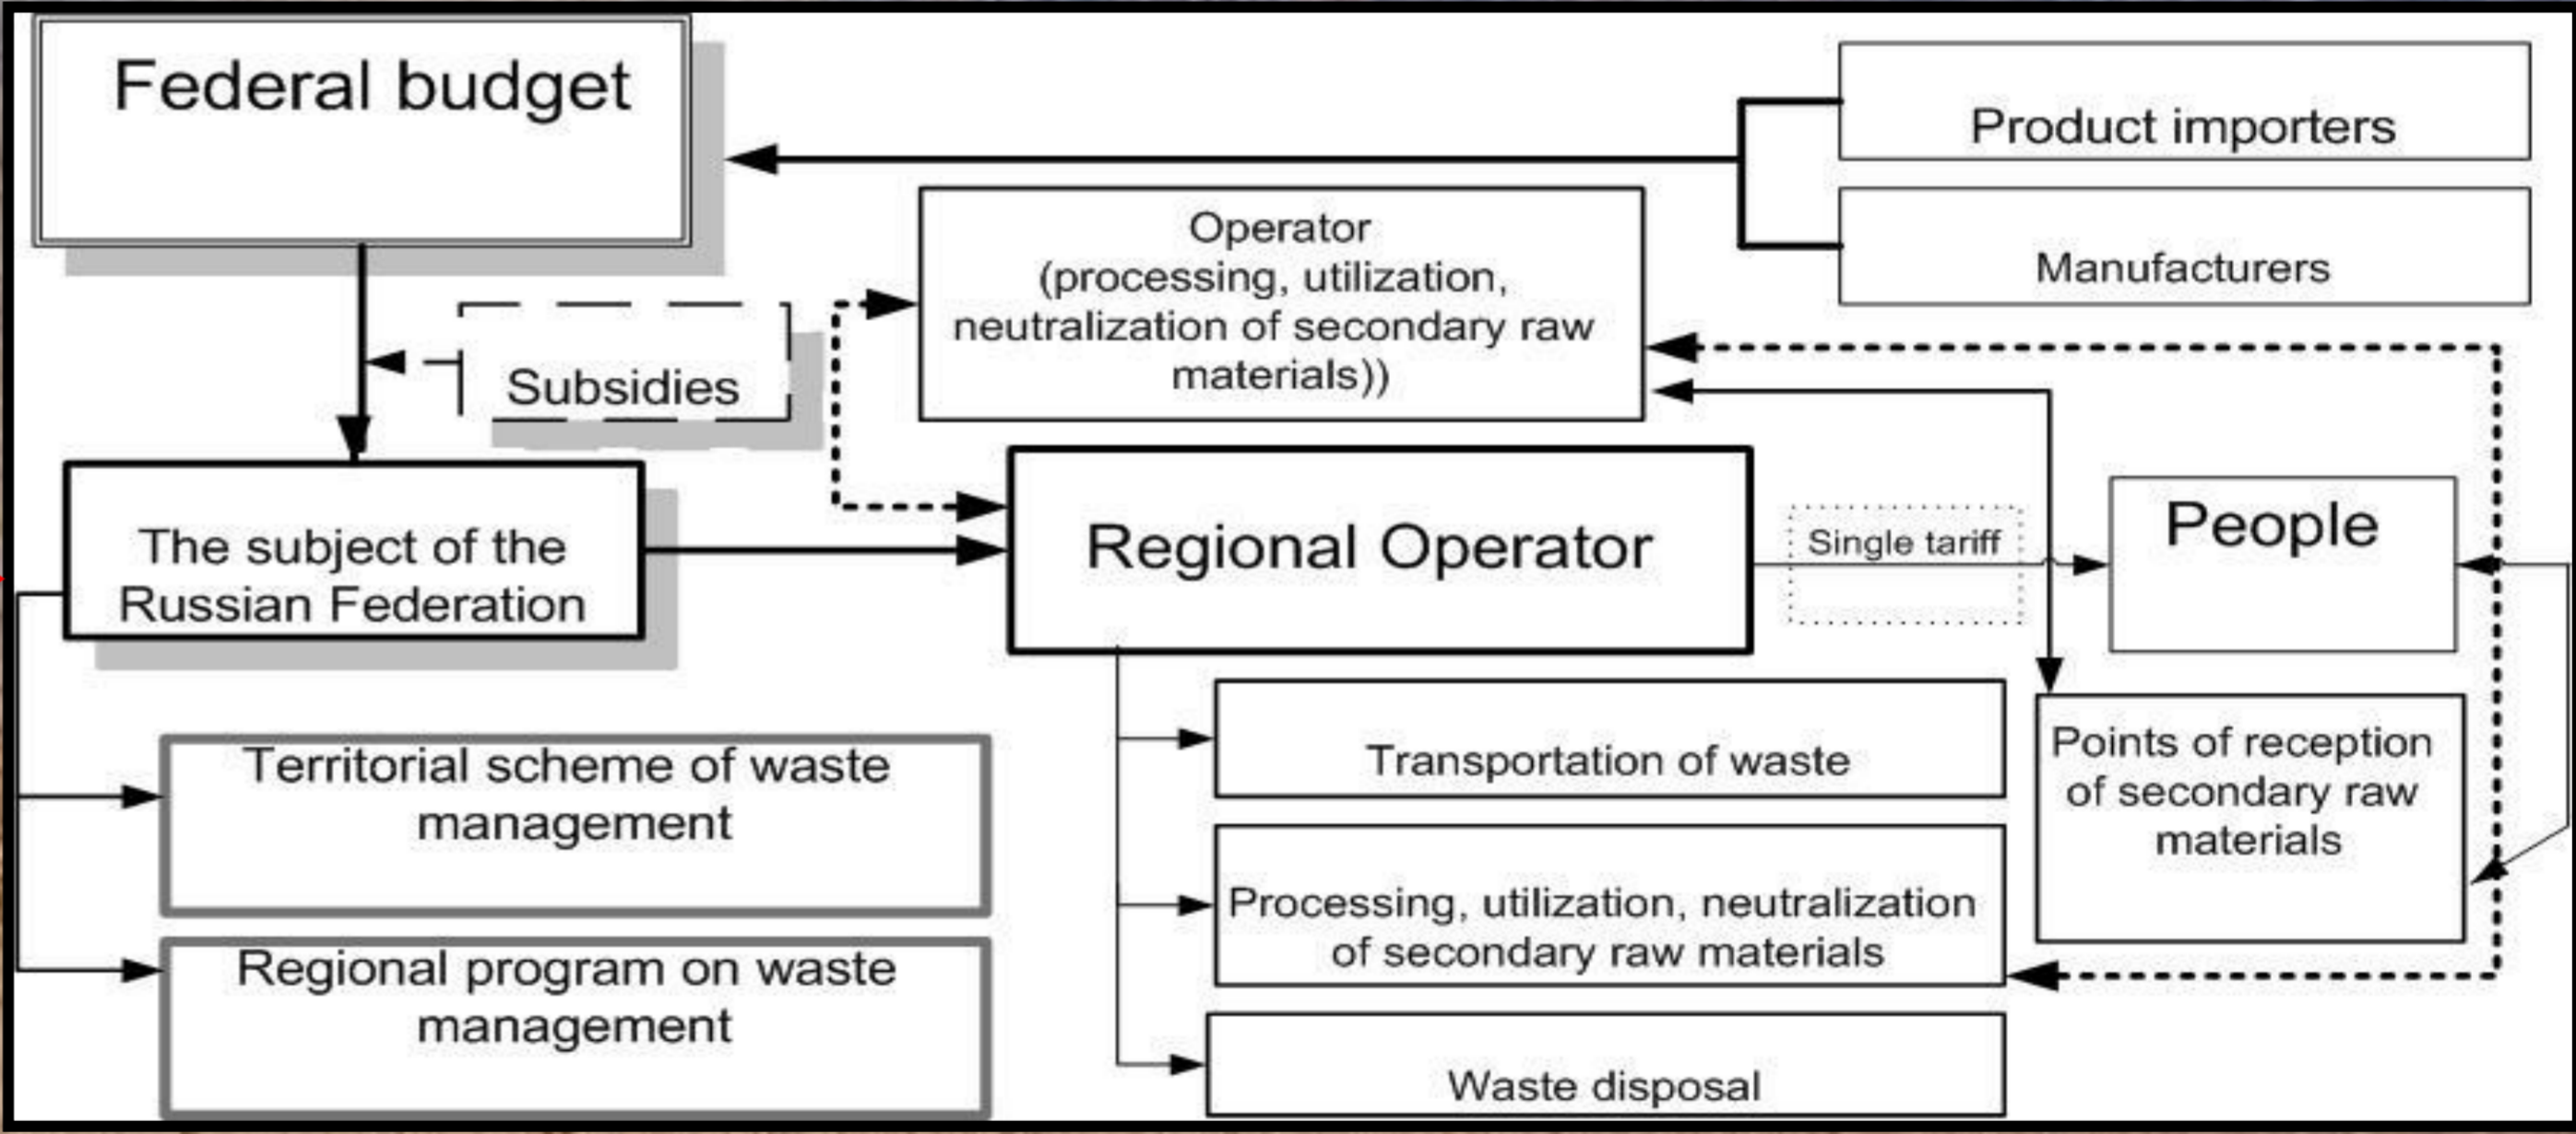 Federal budget
Product importers
Manufacturers
Operator
(processing, utilization,
neutralization of secondary raw
materials))
Subsidies
The subject of the
Russian Federation
Regional Operator
Single tariff
People
Territorial scheme of waste
management
Regional program on waste
management
Transportation of waste
Processing, utilization, neutralization
of secondary raw materials
Waste disposal
Points of reception
of secondary raw
materials